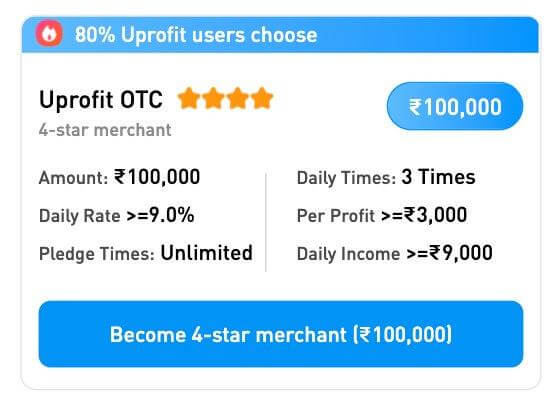 80% Uprofit users choose
Uprofit OTC
₹100,000
4-star merchant
Amount: ₹100,000
Daily Rate >=9.0%
Pledge Times: Unlimited
Daily Times: 3 Times
Per Profit >=₹3,000
Daily Income >=₹9,000
Become 4-star merchant (₹100,000)